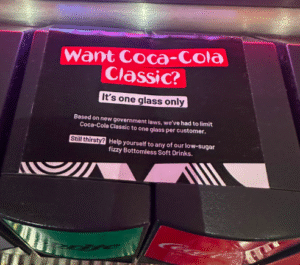 Want Coca-Cola
Classic?
It's one glass only
Based on new government laws, we've had to limit
Coca-Cola Classic to one glass per customer.
Still thirsty? Help yourself to any of our low-sugar
fizzy Bottomless Soft Drinks.